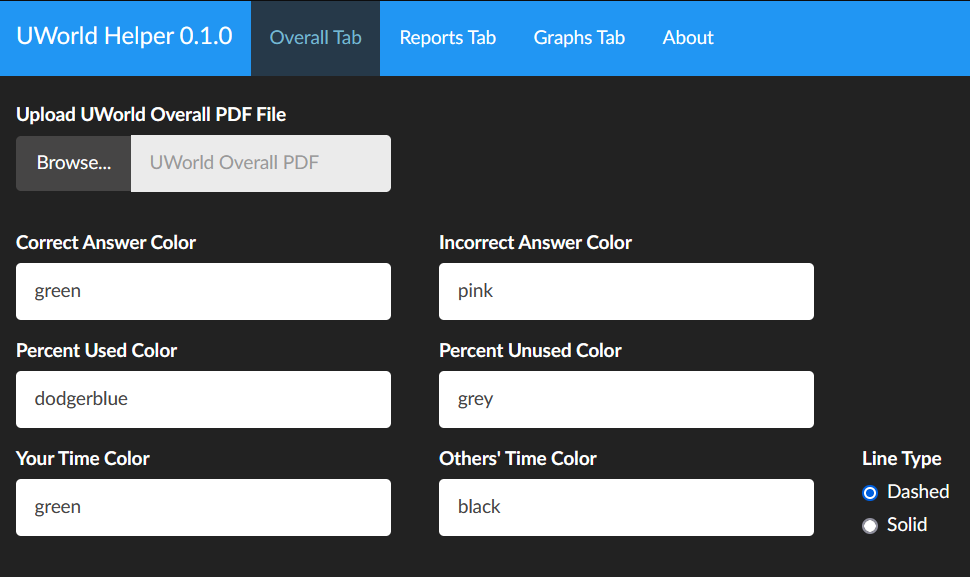 UWorld Helper 0.1.0 Overall Tab Reports Tab Graphs Tab About
Upload UWorld Overall PDF File
Browse... UWorld Overall PDF
Correct Answer Color Incorrect Answer Color
green pink
Percent Used Color Percent Unused Color
dodgerblue grey
Your Time Color Others' Time Color Line Type
Dashed
green black
Solid